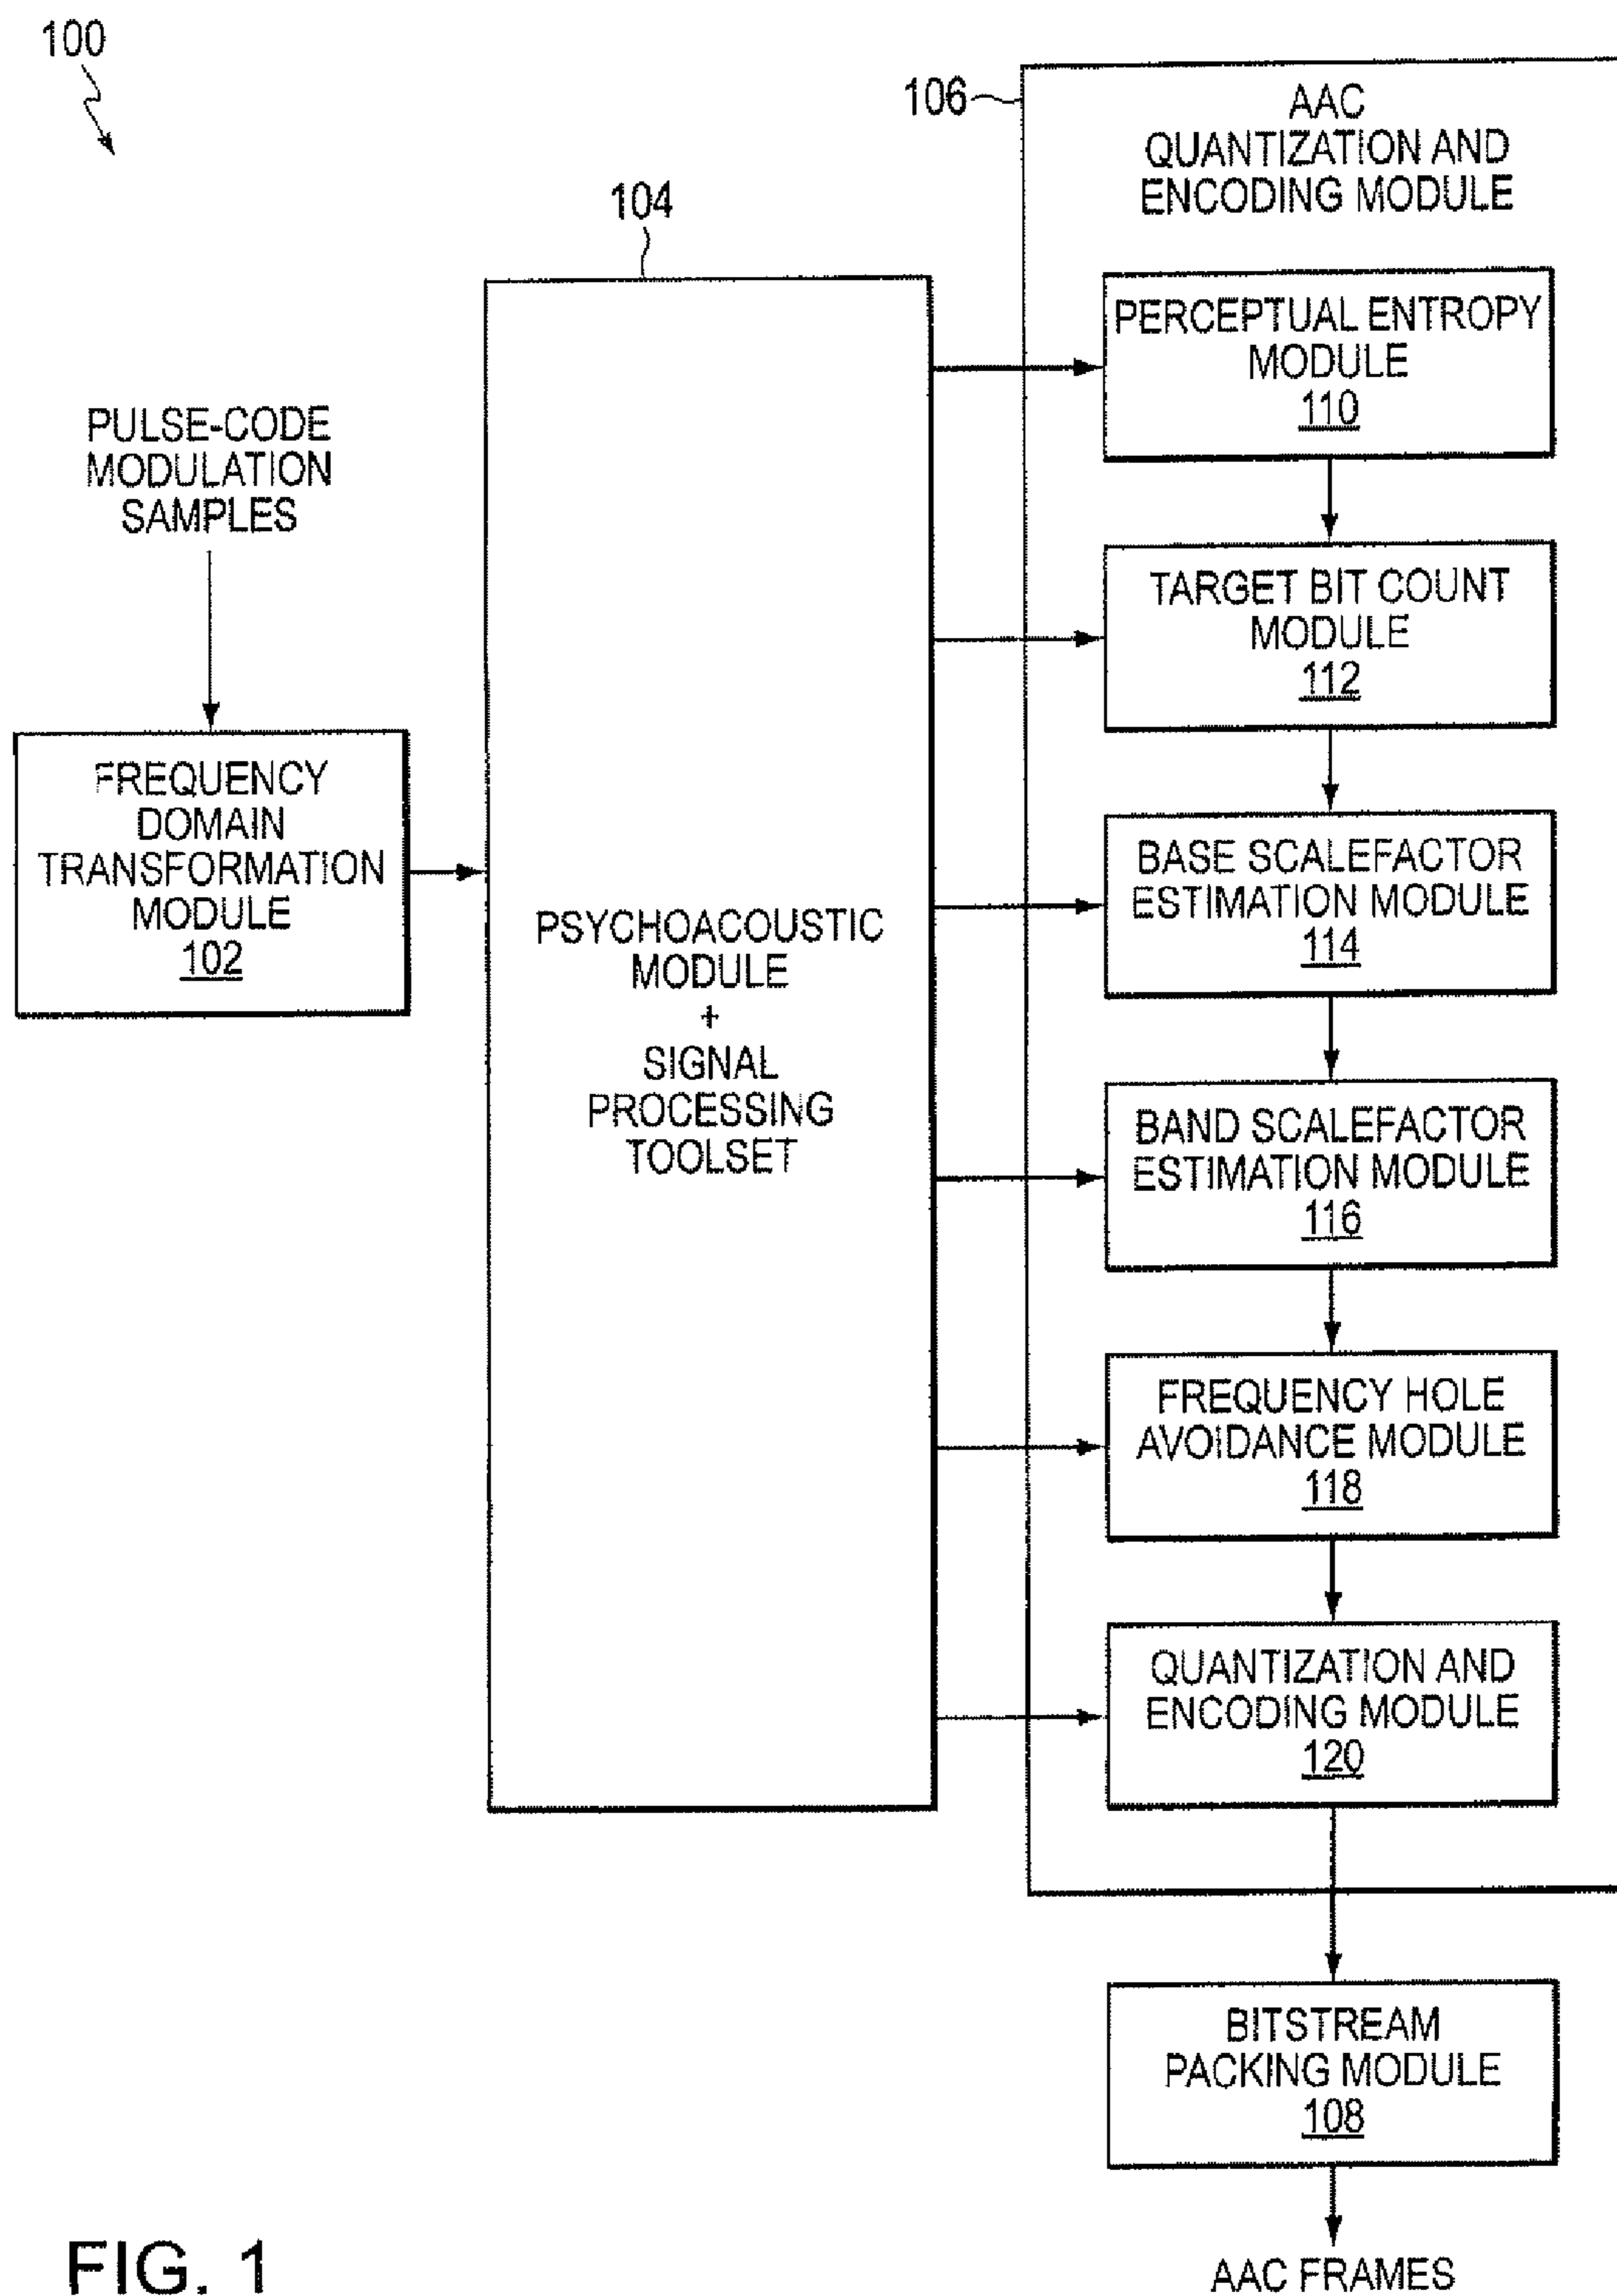 100
106
AAC
QUANTIZATION AND
ENCODING MODULE
104
PERCEPTUAL ENTROPY
MODULE
110
PULSE-CODE
MODULATION
SAMPLES
TARGET BIT COUNT
MODULE
112
FREQUENCY
DOMAIN
TRANSFORMATION
MODULE
102
BASE SCALEFACTOR
ESTIMATION MODULE
114
PSYCHOACOUSTIC
MODULE
+
SIGNAL
PROCESSING
TOOLSET
BAND SCALEFACTOR
ESTIMATION MODULE
116
FREQUENCY HOLE
AVOIDANCE MODULE
118
QUANTIZATION AND
ENCODING MODULE
120
BITSTREAM
PACKING MODULE
108
AAC FRAMES
FIG. 1